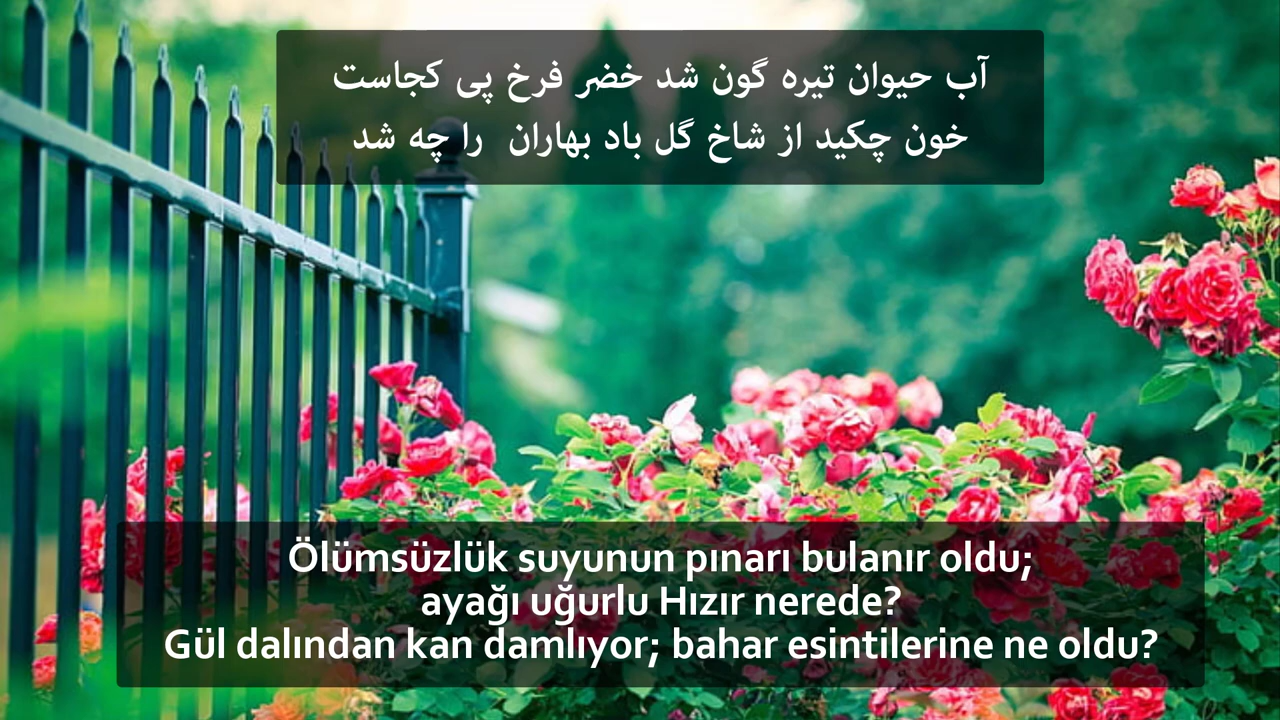 آب حیوان تیره گون شد خضر فرخ پی کجاست
خون چکید از شاخ گل باد بهاران را چه شد
Ölümsüzlük suyunun pınarı bulanır oldu;
ayağı uğurlu Hızır nerede?
Gül dalından kan damlıyor; bahar esintilerine ne oldu?